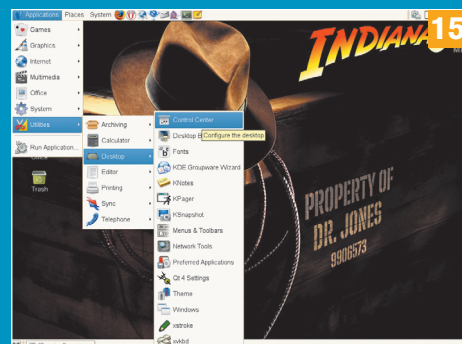 Applications Places System
15
INDIANA
Games
Graphics
Internet
Multimedia
Office
System
Utilities
Run Application...
Trash
Archiving
Calculator
Desktop
Editor
Printing
Sync
Telephone
Control Center
Desktop B
Configure the desktop
Fonts
KDE Groupware Wizard
KNotes
KPager
KSnapshot
Menus & Toolbars
Network Tools
Preferred Applications
Qt 4 Settings
Theme
Windows
xstroke
xvkbd
PROPERTY OF
DR. JONES
9906573